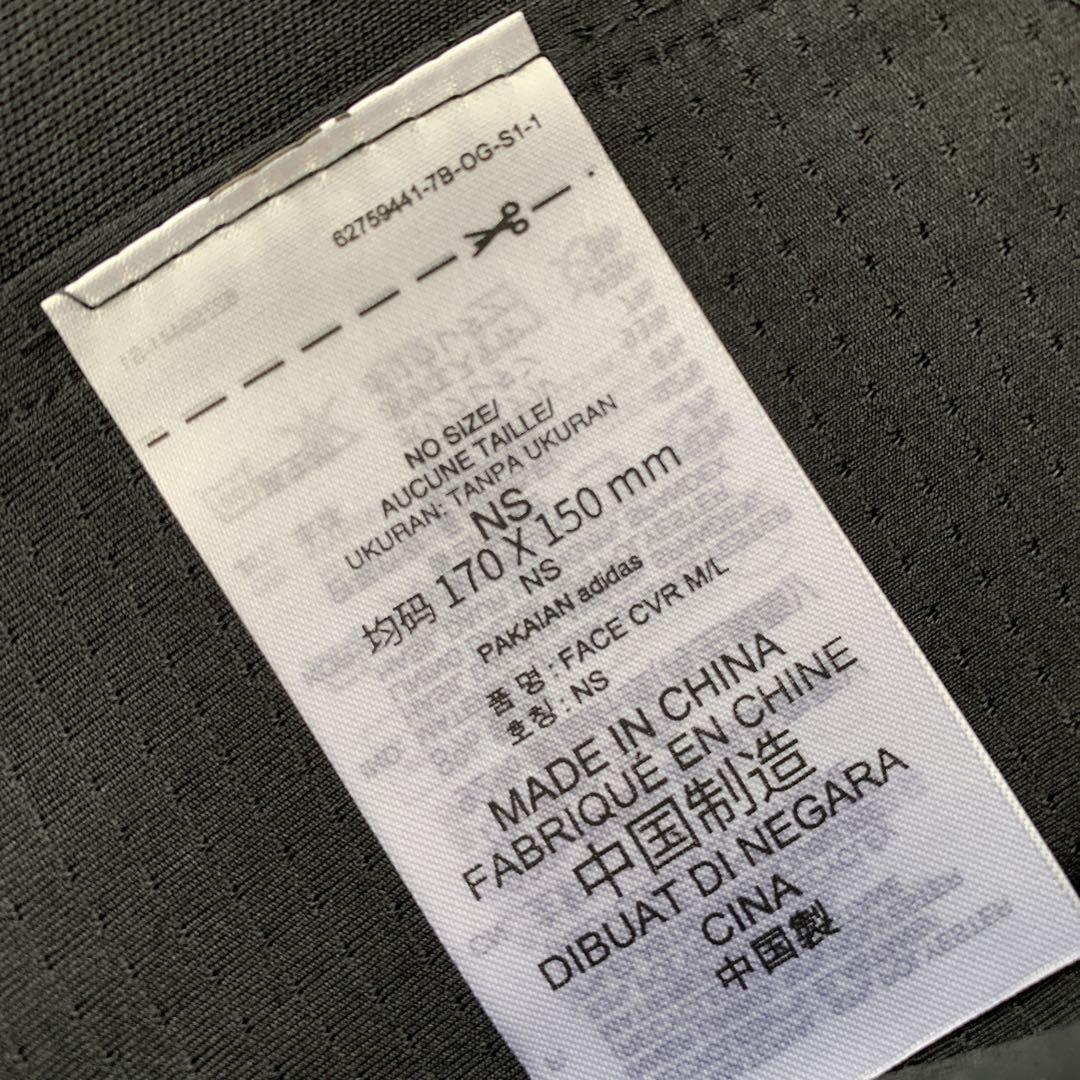 62759441-7B-OG-S1-1
NO SIZE/
AUCUNE TAILLE/
UKURAN: TANPA UKURAN
NS
均码 170 X 150 mm
NS
PAKAIAN adidas
품 명 : FACE CVR M/L
호칭 : NS
MADE IN CHINA
FABRIQUÉ EN CHINE
中国制造
DIBUAT DI NEGARA
CINA
中国製